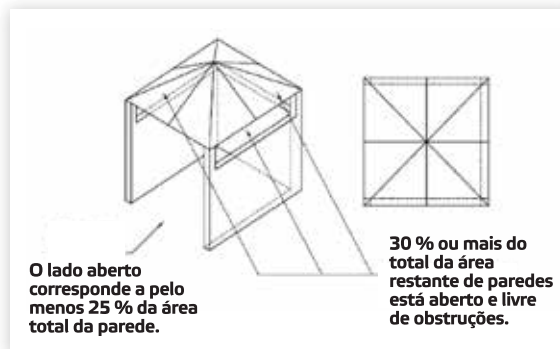 O lado aberto
corresponde a pelo
menos 25 % da área
total da parede.
30 % ou mais do
total da área
restante de paredes
está aberto e livre
de obstruções.